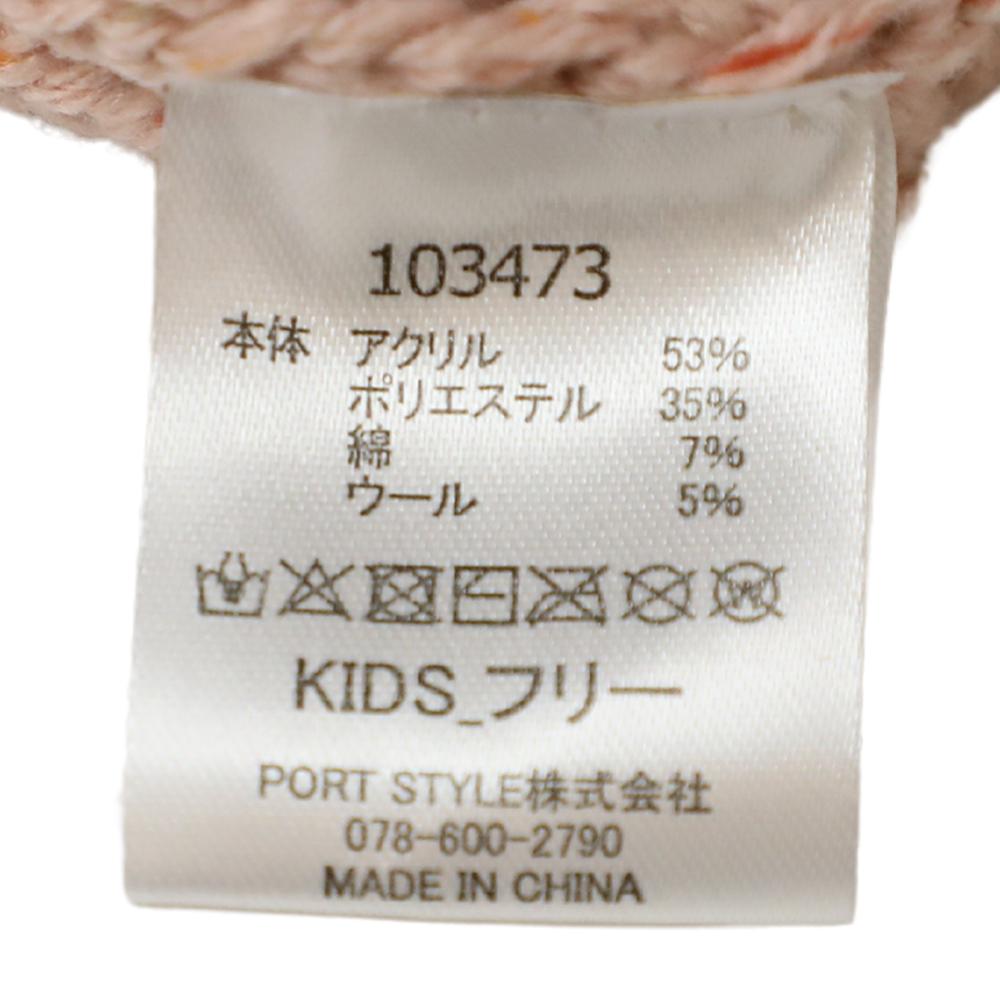 103473
本体 アクリル 53%
ポリエステル 35%
綿 7%
ウール 5%
KIDS_フリー
PORT STYLE株式会社
078-600-2790
MADE IN CHINA